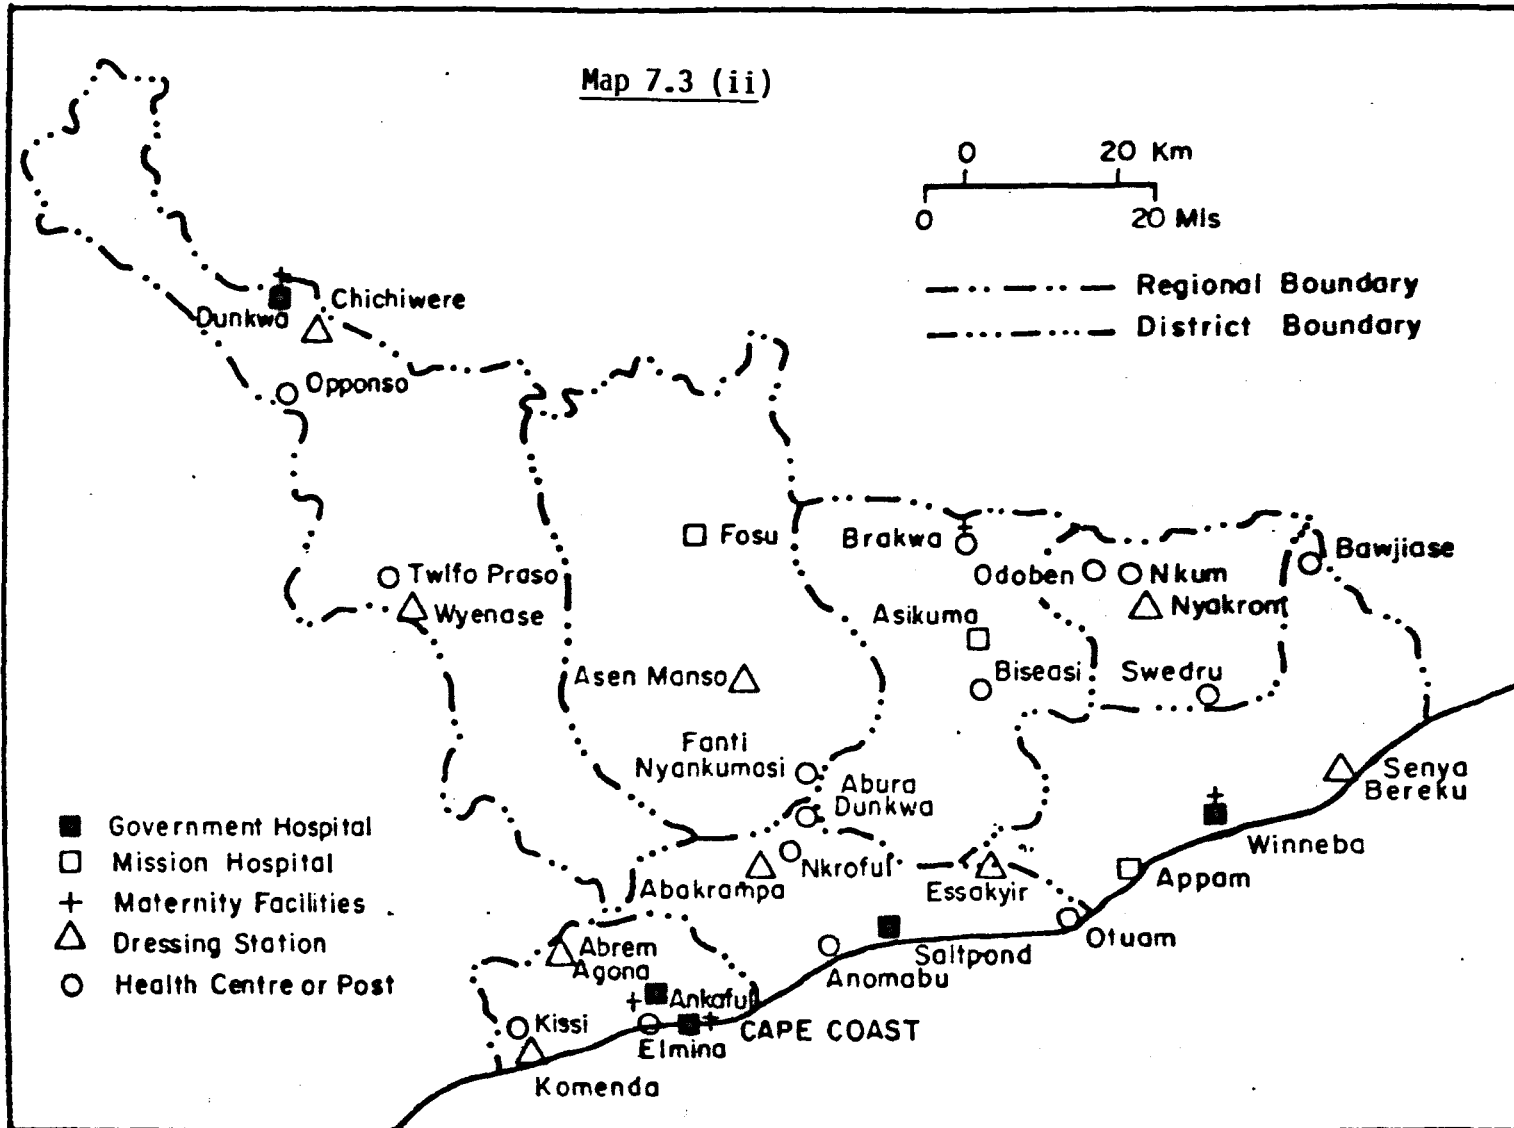 Map 7.3 (ii)
0 20 Km
0 20 Mls
Regional Boundary
District Boundary
Chichiwere
Dunkwa
Opponso
Fosu
Brakwa
Bawjiase
Twifo Praso
Odoben
Nkum
Wyenase
Nyakrom
Asikuma
Asen Manso
Biseasi
Swedru
Fanti
Nyankumasi
Abura
Dunkwa
Senya
Bereku
Winneba
Nkroful
Abakrampa
Essakyir
Appam
Otuam
Saltpond
Anomabu
Abrem
Agona
Ankaful
Kissi
CAPE COAST
Elmina
Komenda
Government Hospital
Mission Hospital
Maternity Facilities
Dressing Station
Health Centre or Post